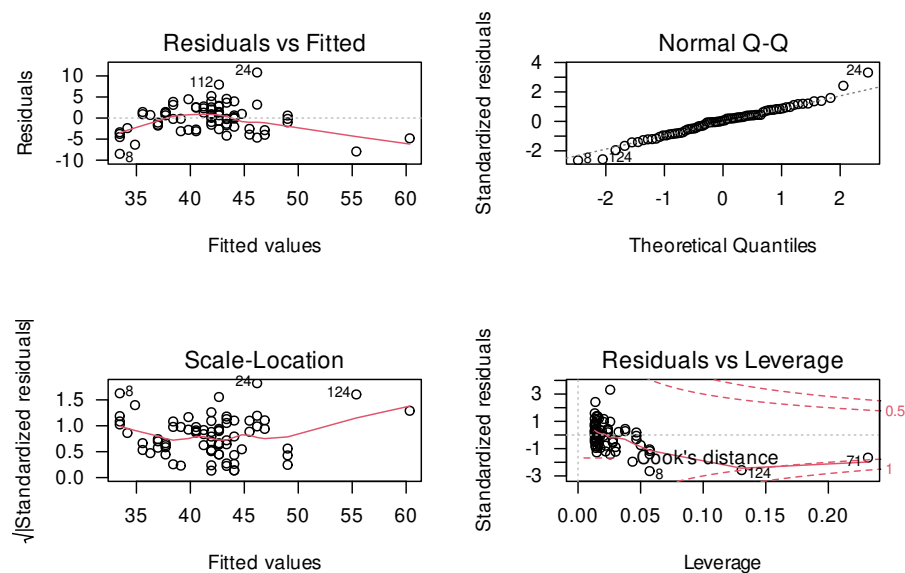 Residuals vs Fitted
Residuals
10
5
0
-5
-10
112
24
8
35 40 45 50 55 60
Fitted values
Normal Q-Q
Standardized residuals
4
2
0
-2
24
8
124
-2 -1 0 1 2
Theoretical Quantiles
Scale-Location
√|Standardized residuals|
1.5
1.0
0.5
0.0
8
24
124
35 40 45 50 55 60
Fitted values
Residuals vs Leverage
Standardized residuals
3
1
-1
-3
0.5
1
Cook's distance
8
124
71
0.00 0.05 0.10 0.15 0.20
Leverage